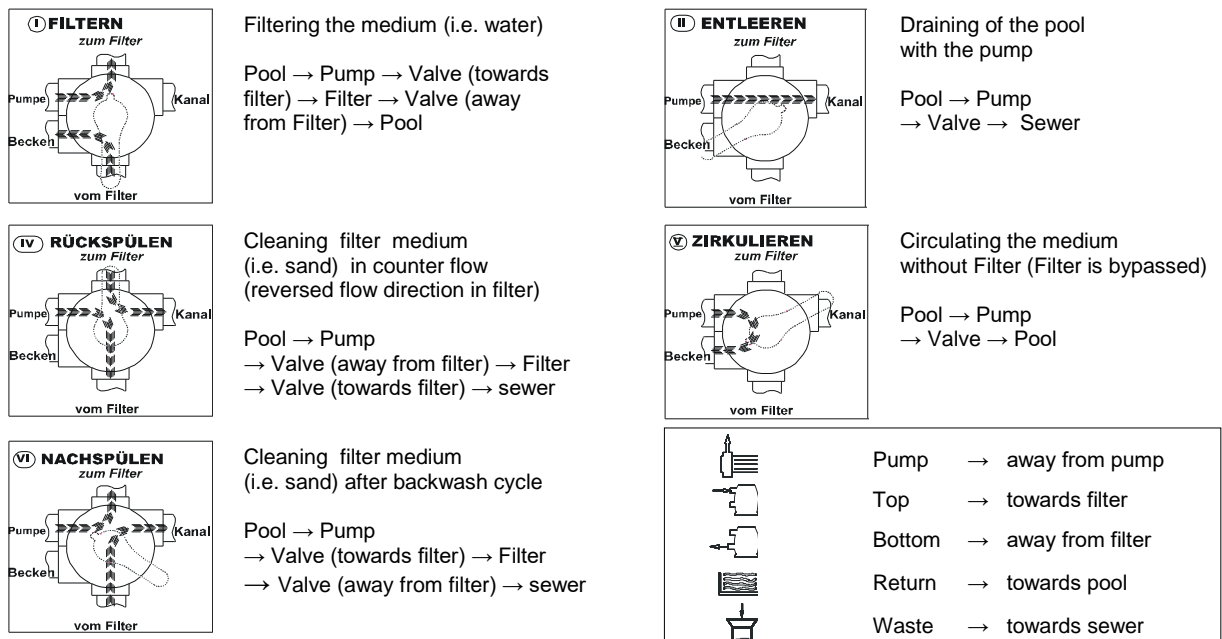 I FILTERN
zum Filter
Pumpe
Kanal
Becken
vom Filter
Filtering the medium (i.e. water)
Pool → Pump → Valve (towards
filter) → Filter → Valve (away
from Filter) → Pool
II ENTLEEREN
zum Filter
Pumpe
Kanal
Becken
vom Filter
Draining of the pool
with the pump
Pool → Pump
→ Valve → Sewer
IV RÜCKSPÜLEN
zum Filter
Pumpe
Kanal
Becken
vom Filter
Cleaning filter medium
(i.e. sand) in counter flow
(reversed flow direction in filter)
Pool → Pump
→ Valve (away from filter) → Filter
→ Valve (towards filter) → sewer
V ZIRKULIEREN
zum Filter
Pumpe
Kanal
Becken
vom Filter
Circulating the medium
without Filter (Filter is bypassed)
Pool → Pump
→ Valve → Pool
VI NACHSPÜLEN
zum Filter
Pumpe
Kanal
Becken
vom Filter
Cleaning filter medium
(i.e. sand) after backwash cycle
Pool → Pump
→ Valve (towards filter) → Filter
→ Valve (away from filter) → sewer
Pump → away from pump
Top → towards filter
Bottom → away from filter
Return → towards pool
Waste → towards sewer